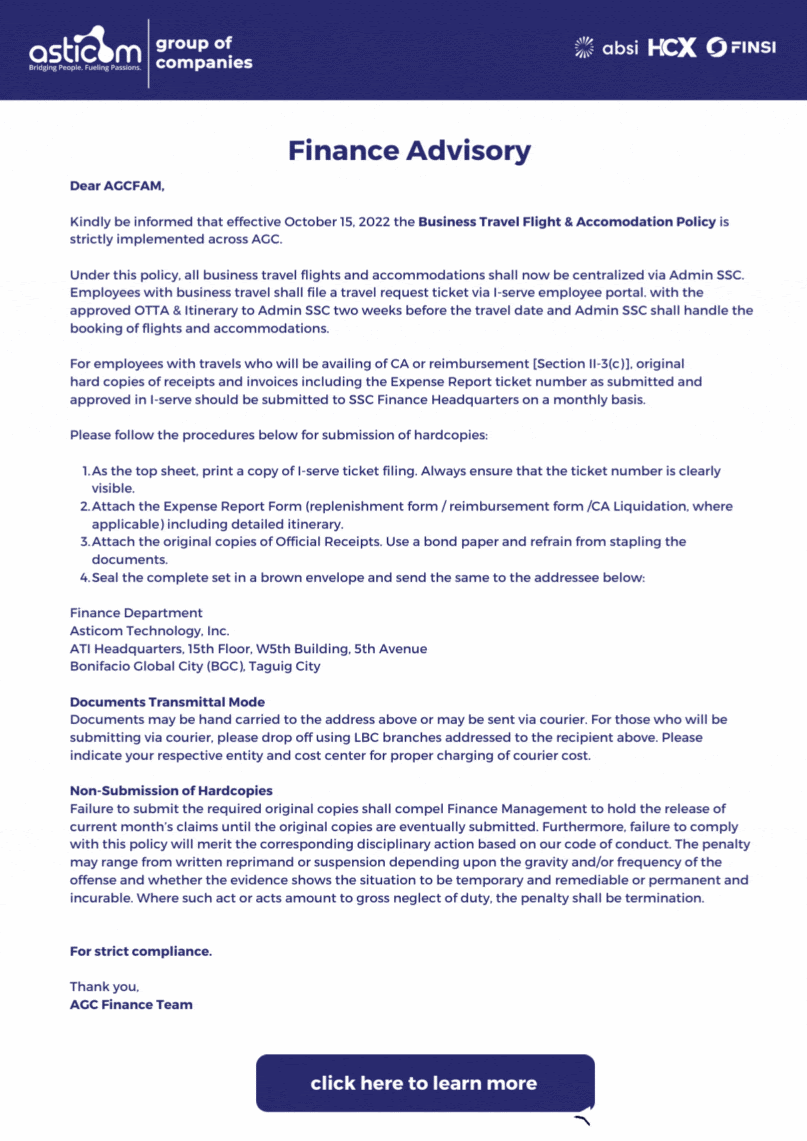 asticom
Bridging People. Fueling Passions.
group of
companies
absi HCX FINSI
Finance Advisory
Dear AGCFAM,
Kindly be informed that effective October 15, 2022 the Business Travel Flight & Accomodation Policy is
strictly implemented across AGC.
Under this policy, all business travel flights and accommodations shall now be centralized via Admin SSC.
Employees with business travel shall file a travel request ticket via I-serve employee portal. with the
approved OTTA & Itinerary to Admin SSC two weeks before the travel date and Admin SSC shall handle the
booking of flights and accommodations.
For employees with travels who will be availing of CA or reimbursement [Section II-3(c)], original
hard copies of receipts and invoices including the Expense Report ticket number as submitted and
approved in I-serve should be submitted to SSC Finance Headquarters on a monthly basis.
Please follow the procedures below for submission of hardcopies:
1. As the top sheet, print a copy of I-serve ticket filing. Always ensure that the ticket number is clearly
visible.
2. Attach the Expense Report Form (replenishment form / reimbursement form /CA Liquidation, where
applicable) including detailed itinerary.
3. Attach the original copies of Official Receipts. Use a bond paper and refrain from stapling the
documents.
4. Seal the complete set in a brown envelope and send the same to the addressee below:
Finance Department
Asticom Technology, Inc.
ATI Headquarters, 15th Floor, W5th Building, 5th Avenue
Bonifacio Global City (BGC), Taguig City
Documents Transmittal Mode
Documents may be hand carried to the address above or may be sent via courier. For those who will be
submitting via courier, please drop off using LBC branches addressed to the recipient above. Please
indicate your respective entity and cost center for proper charging of courier cost.
Non-Submission of Hardcopies
Failure to submit the required original copies shall compel Finance Management to hold the release of
current month's claims until the original copies are eventually submitted. Furthermore, failure to comply
with this policy will merit the corresponding disciplinary action based on our code of conduct. The penalty
may range from written reprimand or suspension depending upon the gravity and/or frequency of the
offense and whether the evidence shows the situation to be temporary and remediable or permanent and
incurable. Where such act or acts amount to gross neglect of duty, the penalty shall be termination.
For strict compliance.
Thank you,
AGC Finance Team
click here to learn more